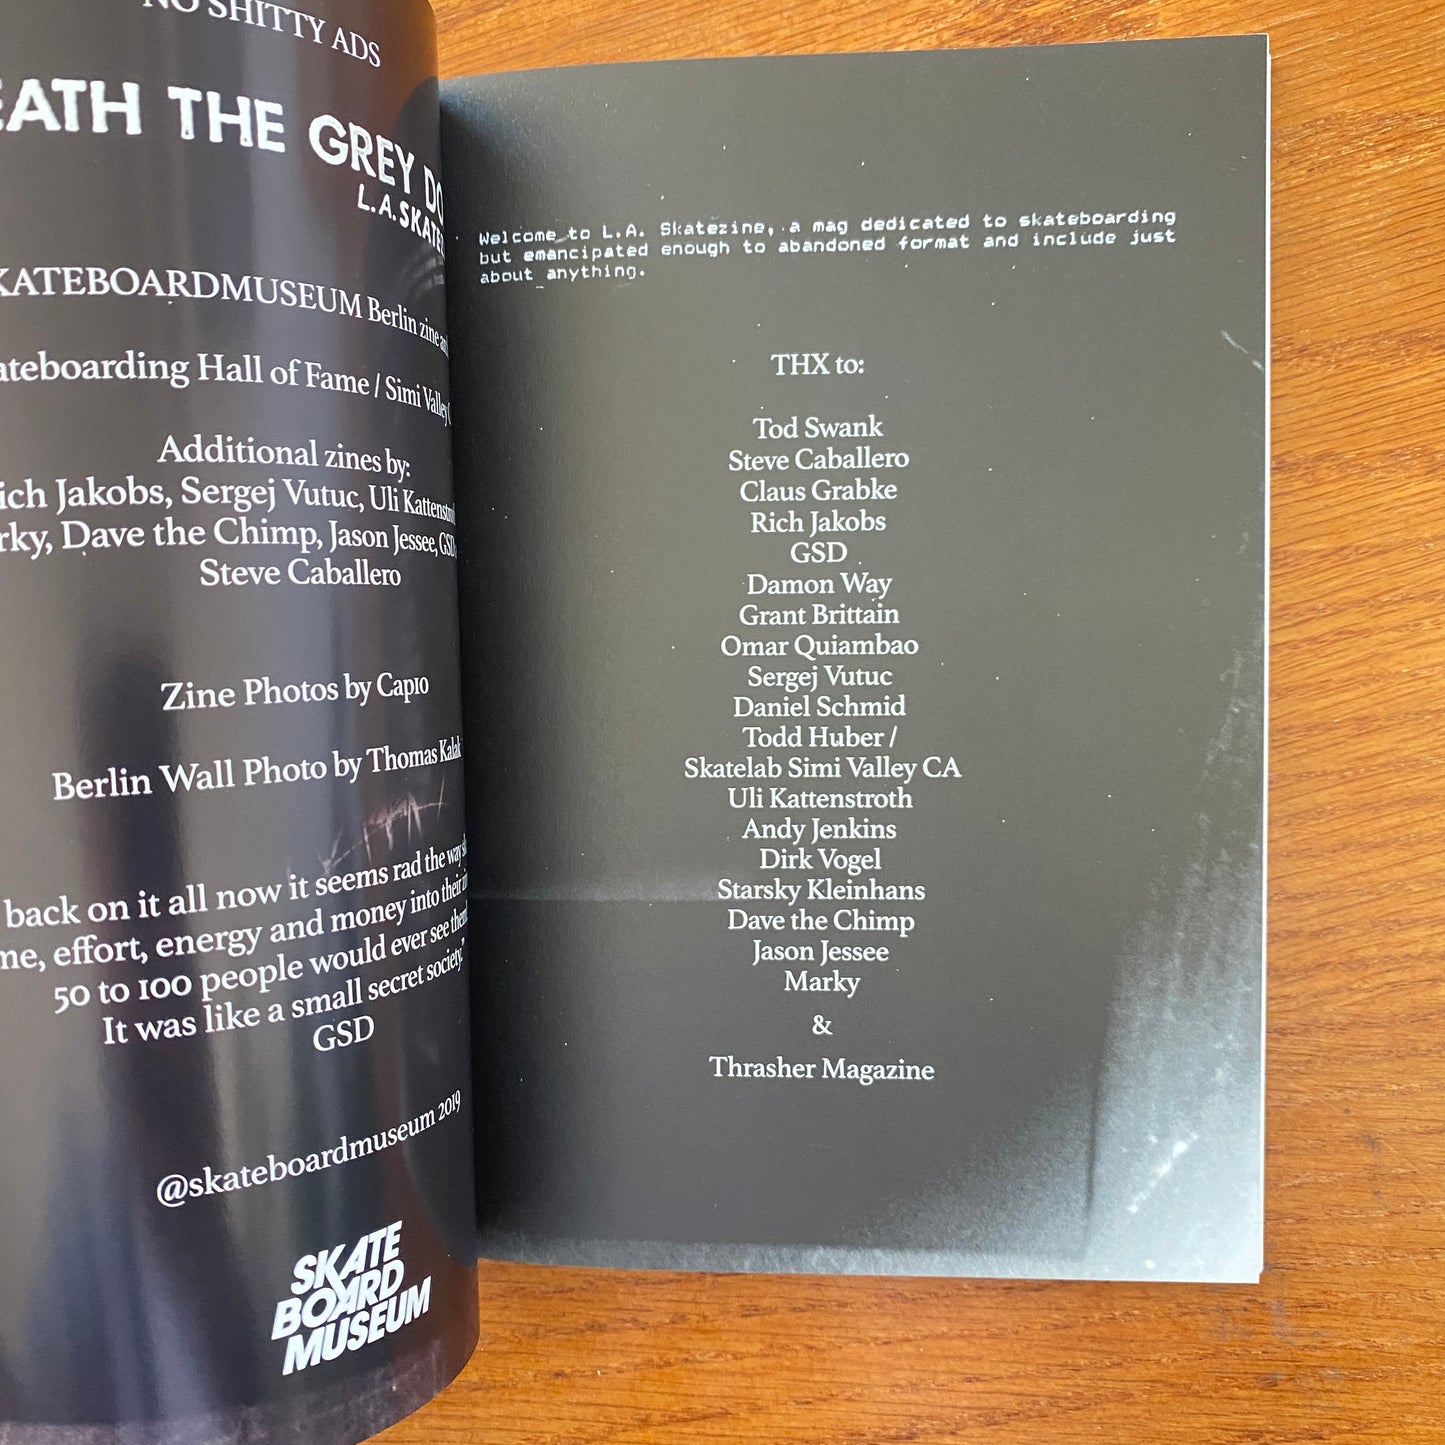 NO SHITTY ADS
EATH THE GREY DO
L.A.SKATE
KATEBOARDMUSEUM Berlin zine an
ateboarding Hall of Fame / Simi Valley C
Additional zines by:
ich Jakobs, Sergej Vutuc, Uli Kattenstro
rky, Dave the Chimp, Jason Jessee, GSD
Steve Caballero
Zine Photos by Cap10
Berlin Wall Photo by Thomas Kalak
back on it all now it seems rad the way
me, effort, energy and money into their
50 to 100 people would ever see them
It was like a small secret society."
GSD
@skateboardmuseum 2019
SKATE
BOARD
MUSEUM
Welcome to L.A. Skatezine, a mag dedicated to skateboarding
but emancipated enough to abandoned format and include just
about anything.
THX to:
Tod Swank
Steve Caballero
Claus Grabke
Rich Jakobs
GSD
Damon Way
Grant Brittain
Omar Quiambao
Sergej Vutuc
Daniel Schmid
Todd Huber /
Skatelab Simi Valley CA
Uli Kattenstroth
Andy Jenkins
Dirk Vogel
Starsky Kleinhans
Dave the Chimp
Jason Jessee
Marky
&
Thrasher Magazine